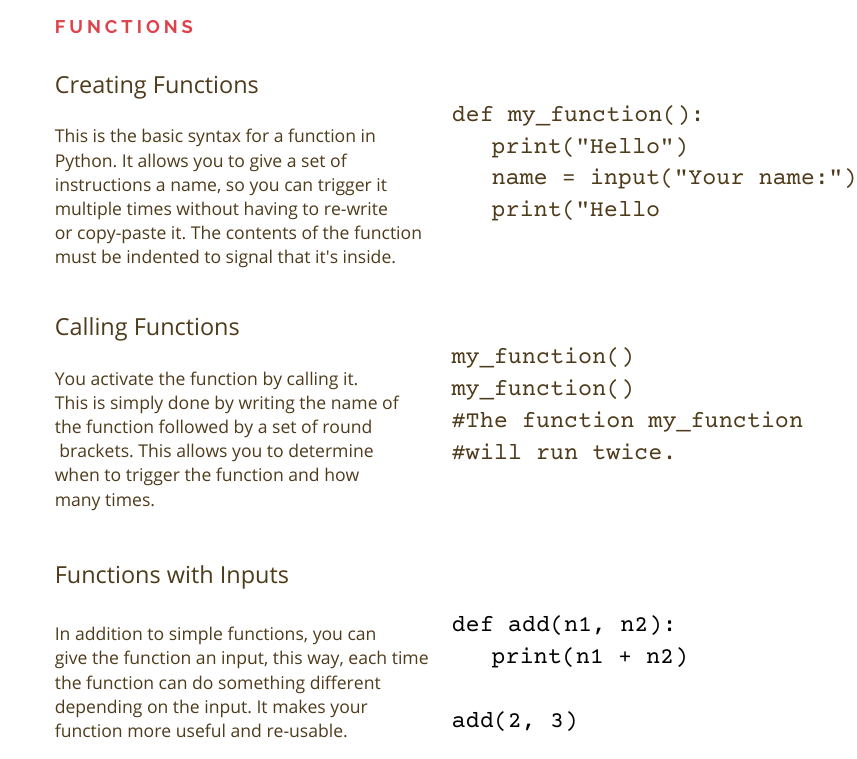 FUNCTIONS
Creating Functions
This is the basic syntax for a function in
Python. It allows you to give a set of
instructions a name, so you can trigger it
multiple times without having to re-write
or copy-paste it. The contents of the function
must be indented to signal that it's inside.
def my_function():
print("Hello")
name = input("Your name:")
print("Hello
Calling Functions
You activate the function by calling it.
This is simply done by writing the name of
the function followed by a set of round
brackets. This allows you to determine
when to trigger the function and how
many times.
my_function()
my_function()
#The function my_function
#will run twice.
Functions with Inputs
In addition to simple functions, you can
give the function an input, this way, each time
the function can do something different
depending on the input. It makes your
function more useful and re-usable.
def add(n1, n2):
print(n1 + n2)
add(2, 3)